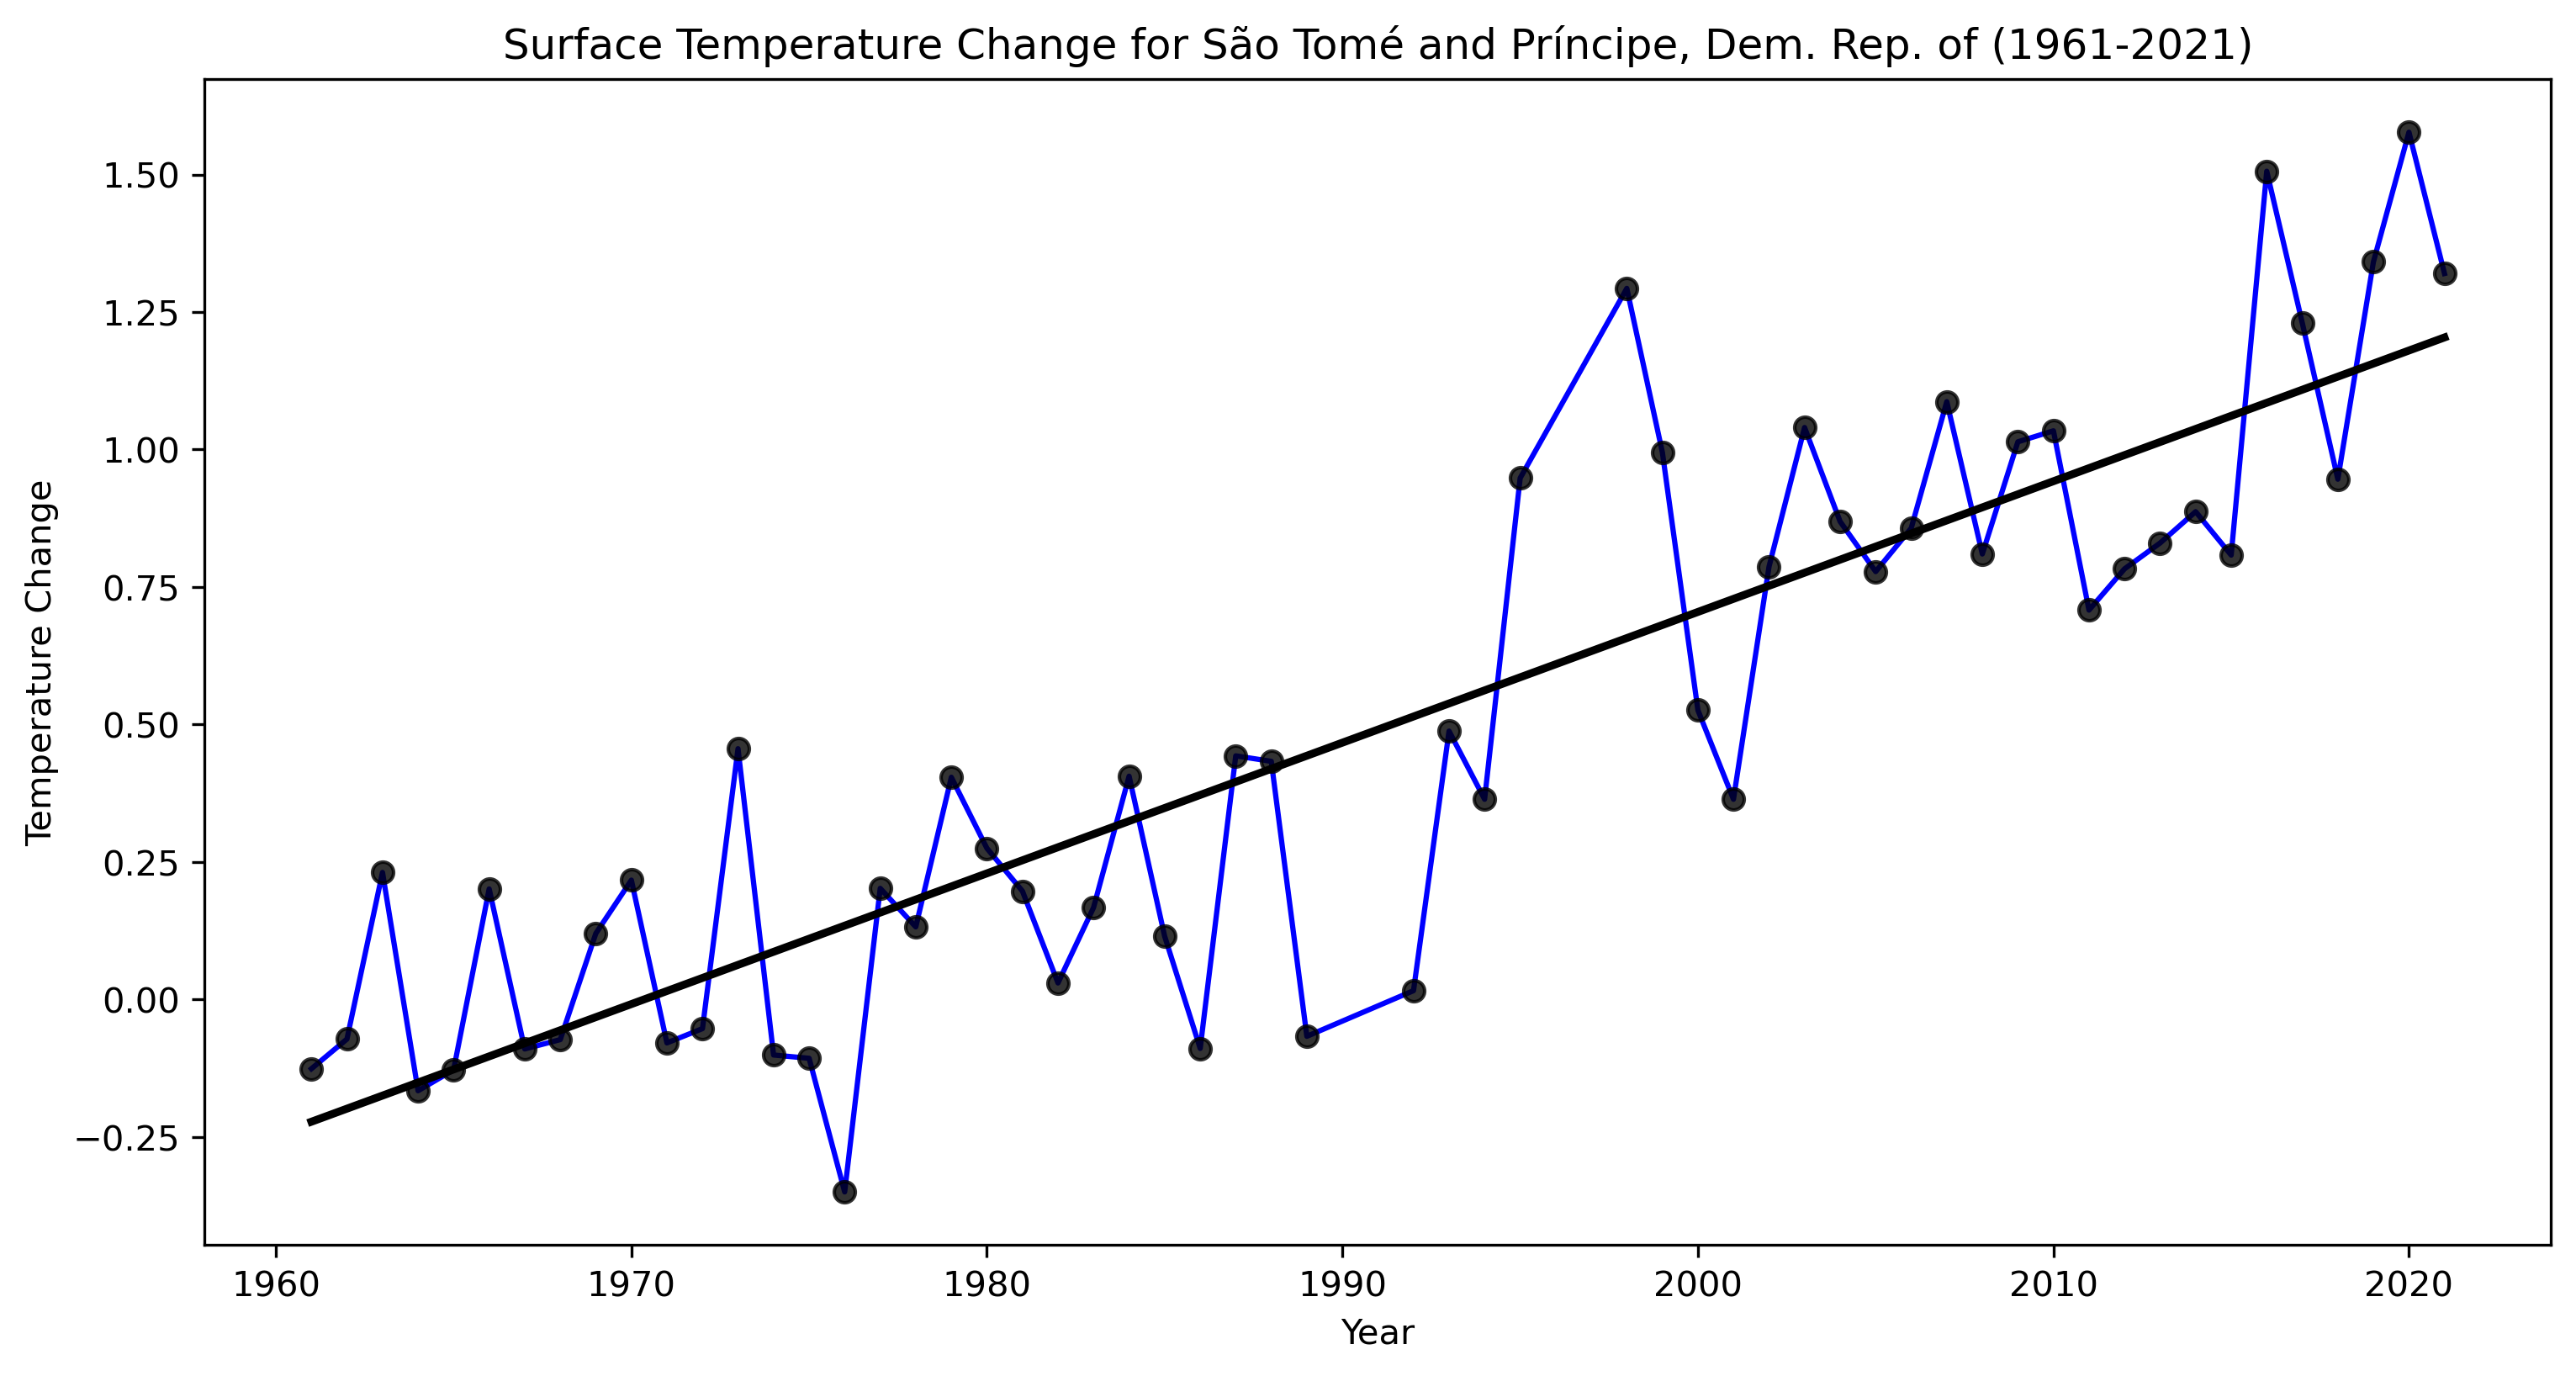 Surface Temperature Change for São Tomé and Príncipe, Dem. Rep. of (1961-2021)
1.50
1.25
1.00
0.75
0.50
0.25
0.00
−0.25
Temperature Change
1960 1970 1980 1990 2000 2010 2020
Year